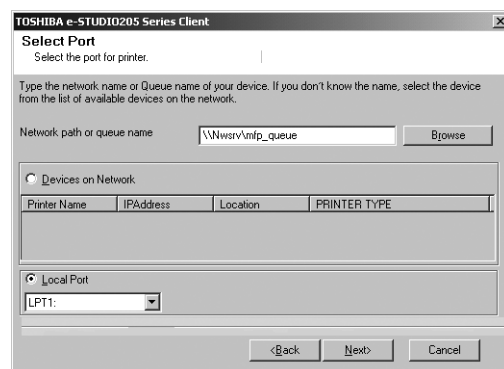 TOSHIBA e-STUDIO205 Series Client
Select Port
Select the port for printer.
Type the network name or Queue name of your device. If you don't know the name, select the device
from the list of available devices on the network.
Network path or queue name \\Nwsrv\mfp_queue Browse
Devices on Network
Printer Name IPAddress Location PRINTER TYPE
Local Port
LPT1:
<Back Next> Cancel